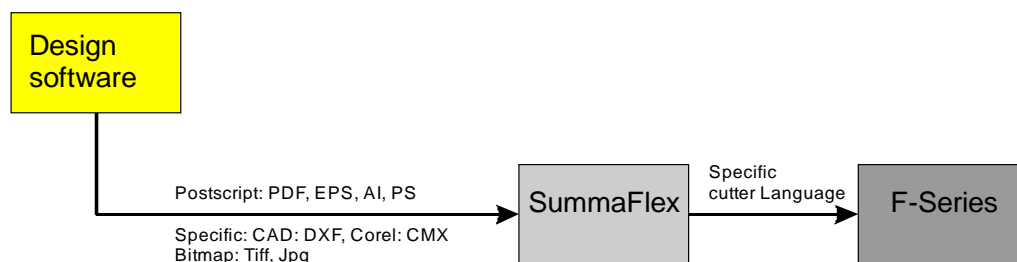 Design
software
Postscript: PDF, EPS, AI, PS
Specific: CAD: DXF, Corel: CMX
Bitmap: Tiff, Jpg
SummaFlex
Specific
cutter Language
F-Series